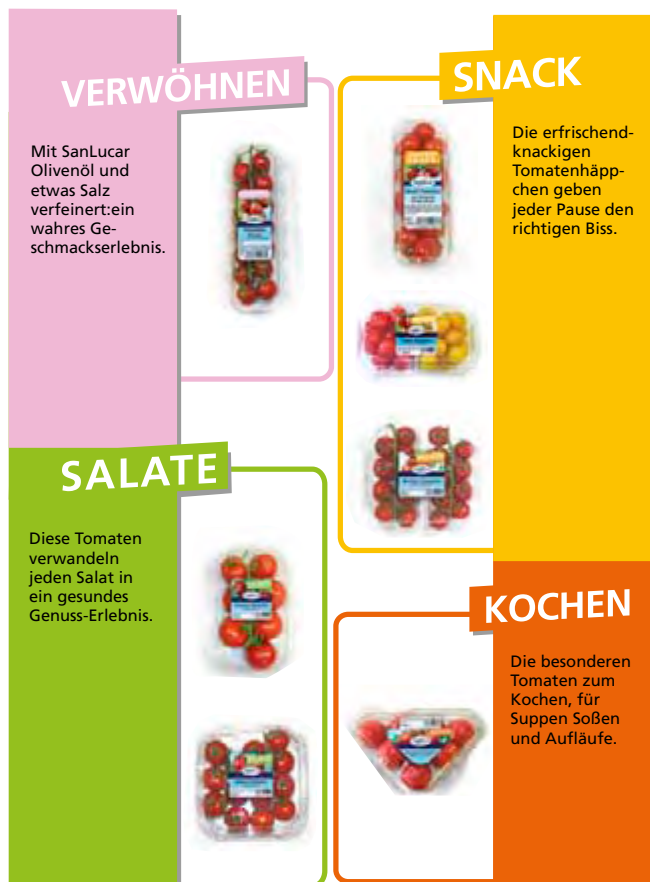 VERWÖHNEN
Mit SanLucar
Olivenöl und
etwas Salz
verfeinert:ein
wahres Ge-
schmackserlebnis.
SNACK
Die erfrischend-
knackigen
Tomatenhäpp-
chen geben
jeder Pause den
richtigen Biss.
SALATE
Diese Tomaten
verwandeln
jeden Salat in
ein gesundes
Genuss-Erlebnis.
KOCHEN
Die besonderen
Tomaten zum
Kochen, für
Suppen Soßen
und Aufläufe.